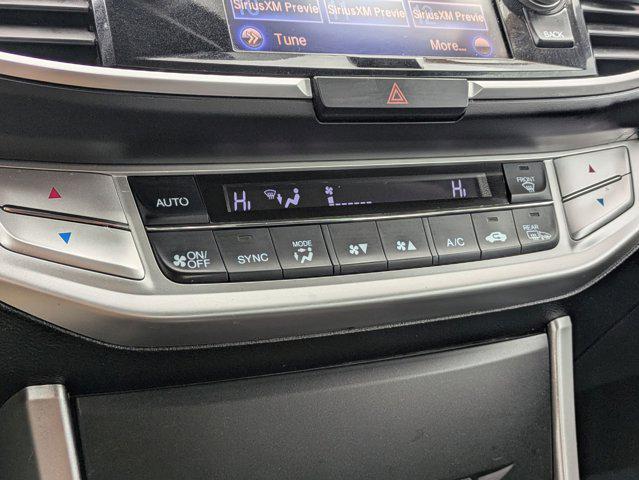 SiriusXM Previe SiriusXM Previe SiriusXM Previe
Tune More...
BACK
AUTO Hi Hi FRONT
ON/OFF SYNC MODE A/C REAR